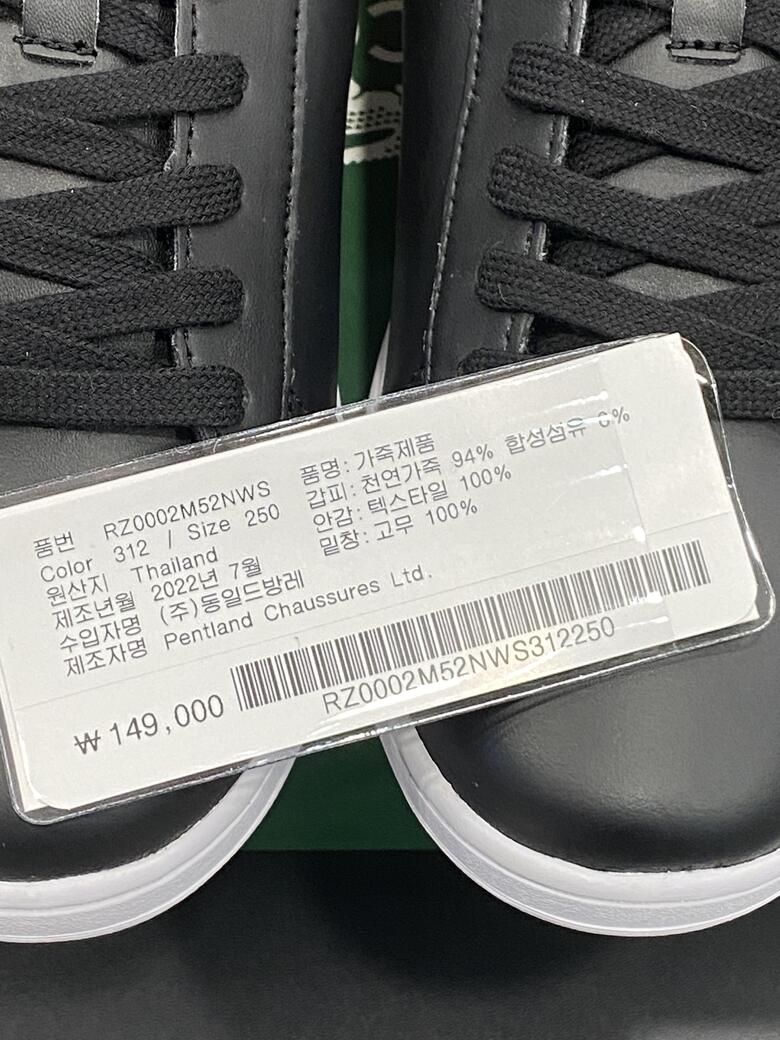 품번 RZ0002M52NWS
Color 312 / Size 250
원산지 Thailand
제조년월 2022년 7월
수입자명 (주)동일드방레
제조자명 Pentland Chaussures Ltd.
품명: 가죽제품
갑피: 천연가죽 94% 합성섬유 6%
안감: 텍스타일 100%
밑창: 고무 100%
₩149,000
RZ0002M52NWS312250